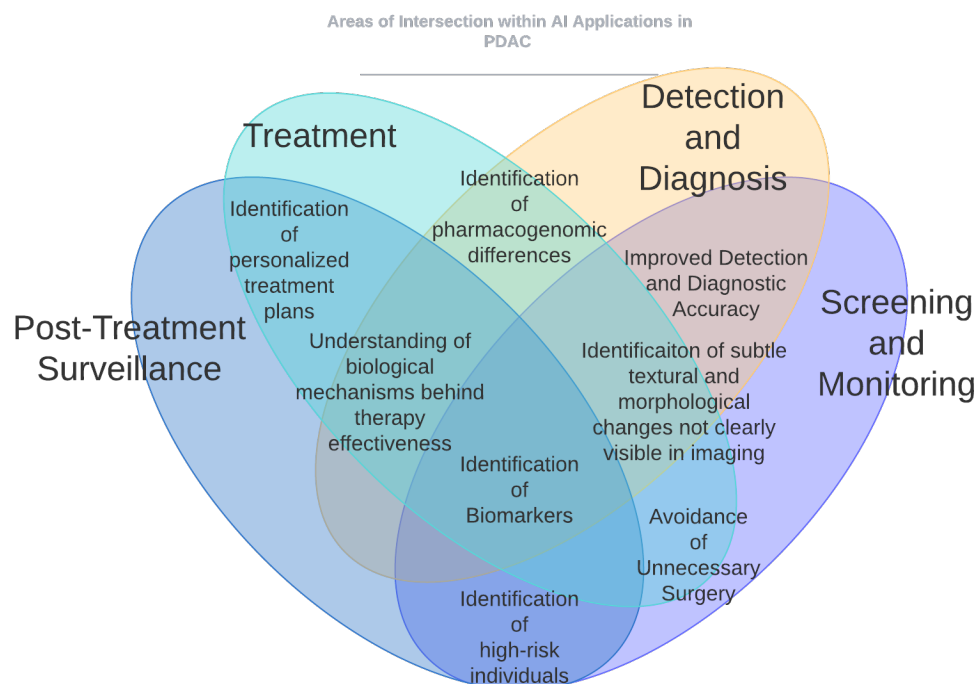 Areas of Intersection within AI Applications in
PDAC
Detection
and
Diagnosis
Treatment
Identification
of
pharmacogenomic
differences
Identification
of
personalized
treatment
plans
Improved Detection
and Diagnostic
Accuracy
Screening
and
Monitoring
Post-Treatment
Surveillance
Understanding of
biological
mechanisms behind
therapy
effectiveness
Identificaiton of subtle
textural and
morphological
changes not clearly
visible in imaging
Identification
of
Biomarkers
Avoidance
of
Unnecessary
Surgery
Identification
of
high-risk
individuals